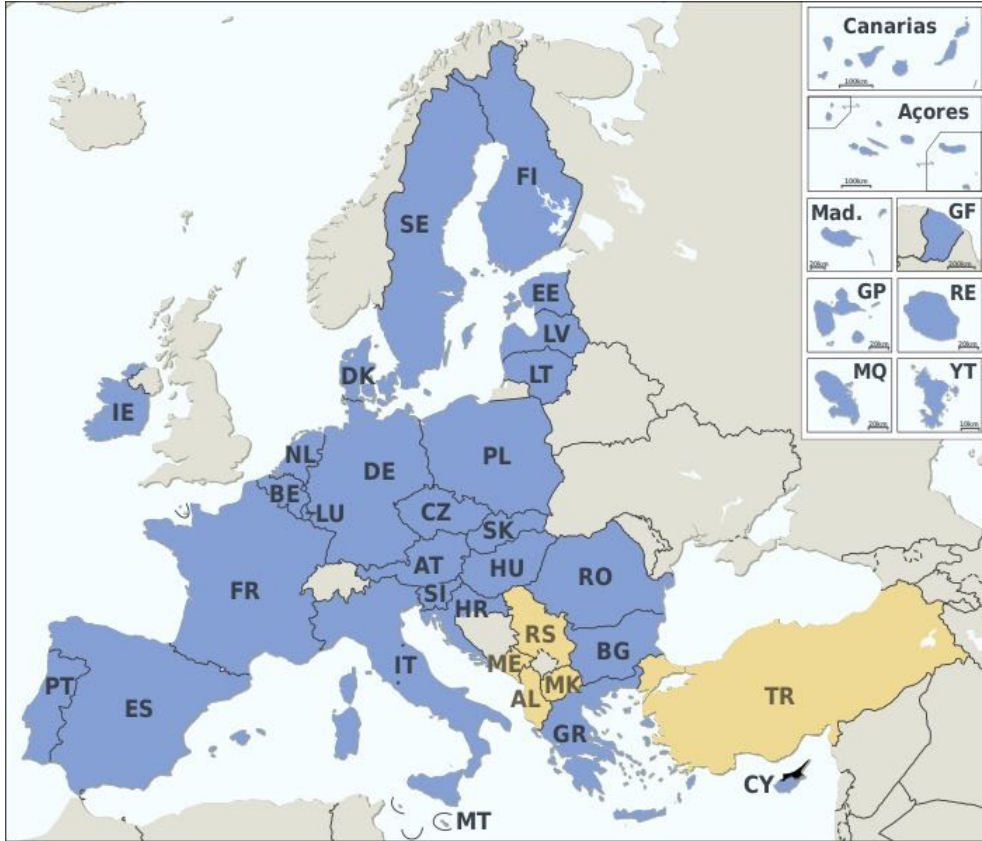 Canarias
100km
Açores
100km
Mad.
20km
GF
200km
GP
20km
RE
20km
MQ
20km
YT
10km
FI
SE
EE
LV
LT
DK
IE
NL
DE
PL
BE
LU
CZ
SK
AT
HU
RO
FR
SI
HR
RS
BG
IT
ME
MK
AL
PT
ES
TR
GR
CY
MT